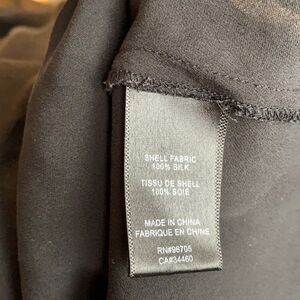 SHELL FABRIC
100% SILK
TISSU DE SHELL
100% SOIE
MADE IN CHINA
FABRIQUE EN CHINE
RN#96705
CA#34460